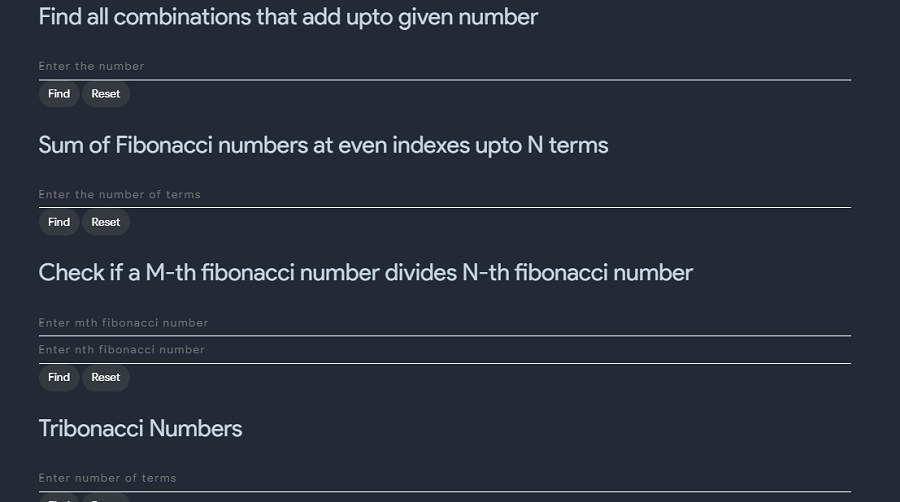 Find all combinations that add upto given number
Enter the number
Find Reset
Sum of Fibonacci numbers at even indexes upto N terms
Enter the number of terms
Find Reset
Check if a M-th fibonacci number divides N-th fibonacci number
Enter mth fibonacci number
Enter nth fibonacci number
Find Reset
Tribonacci Numbers
Enter number of terms